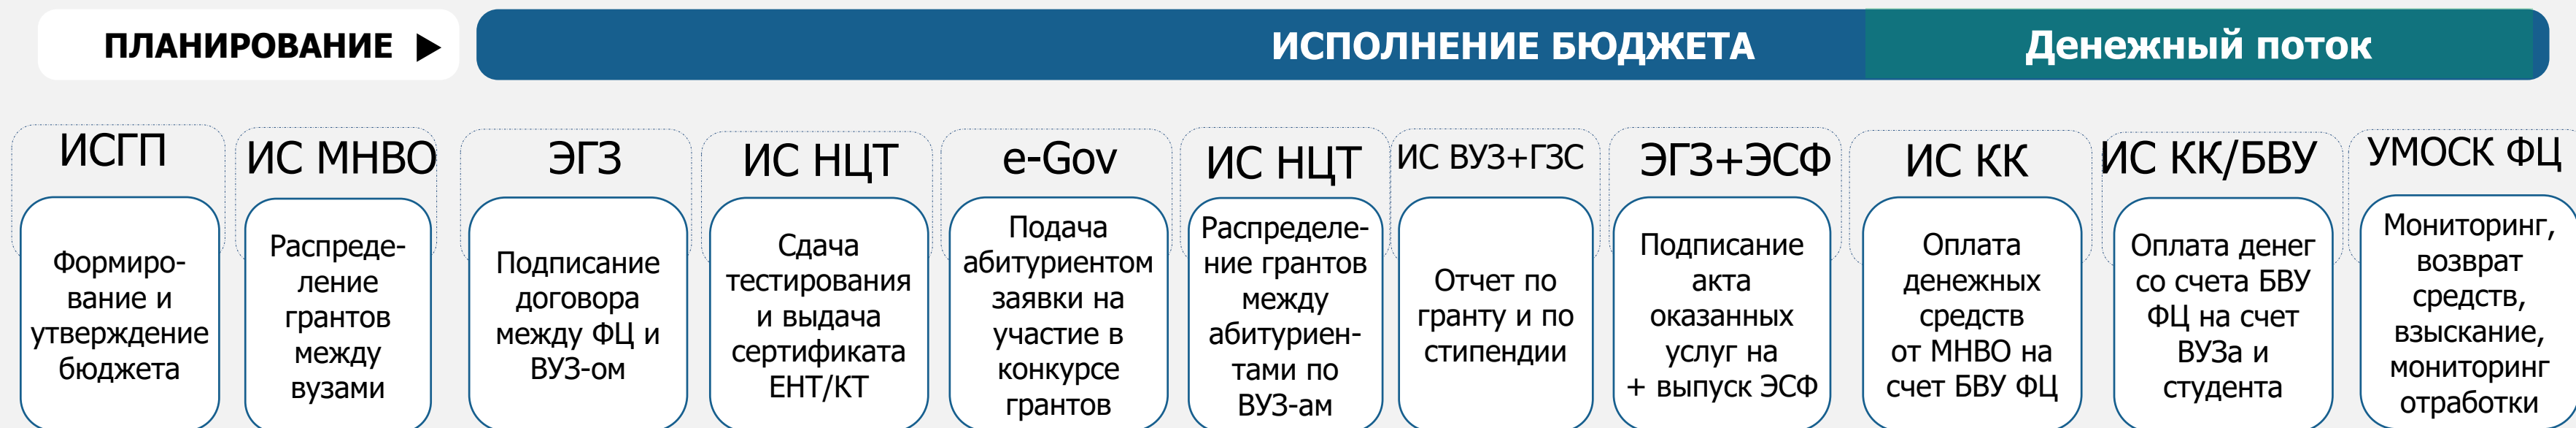 ПЛАНИРОВАНИЕ
ИСПОЛНЕНИЕ БЮДЖЕТА
Денежный поток
ИСГП
Формиро-
вание и
утверждение
бюджета
ИС МНВО
Распреде-
ление
грантов
между
вузами
ЭГЗ
Подписание
договора
между ФЦ и
ВУЗ-ом
ИС НЦТ
Сдача
тестирования
и выдача
сертификата
ЕНТ/КТ
e-Gov
Подача
абитуриентом
заявки на
участие в
конкурсе
грантов
ИС НЦТ
Распределе-
ние грантов
между
абитуриен-
тами по
ВУЗ-ам
ИС ВУЗ+ГЗС
Отчет по
гранту и по
стипендии
ЭГЗ+ЭСФ
Подписание
акта
оказанных
услуг на
+ выпуск ЭСФ
ИС КК
Оплата
денежных
средств
от МНВО на
счет БВУ ФЦ
ИС КК/БВУ
Оплата денег
со счета БВУ
ФЦ на счет
ВУЗа и
студента
УМОСК ФЦ
Мониторинг,
возврат
средств,
взыскание,
мониторинг
отработки